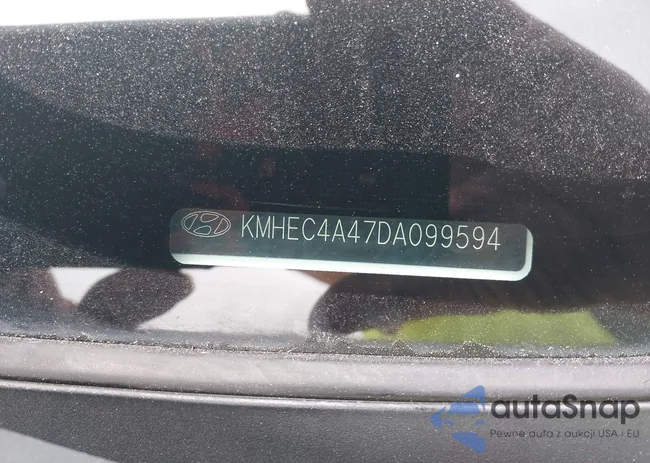 KMHEC4A47DA099594
autaSnap
Pewne auta z aukcji USA i EU